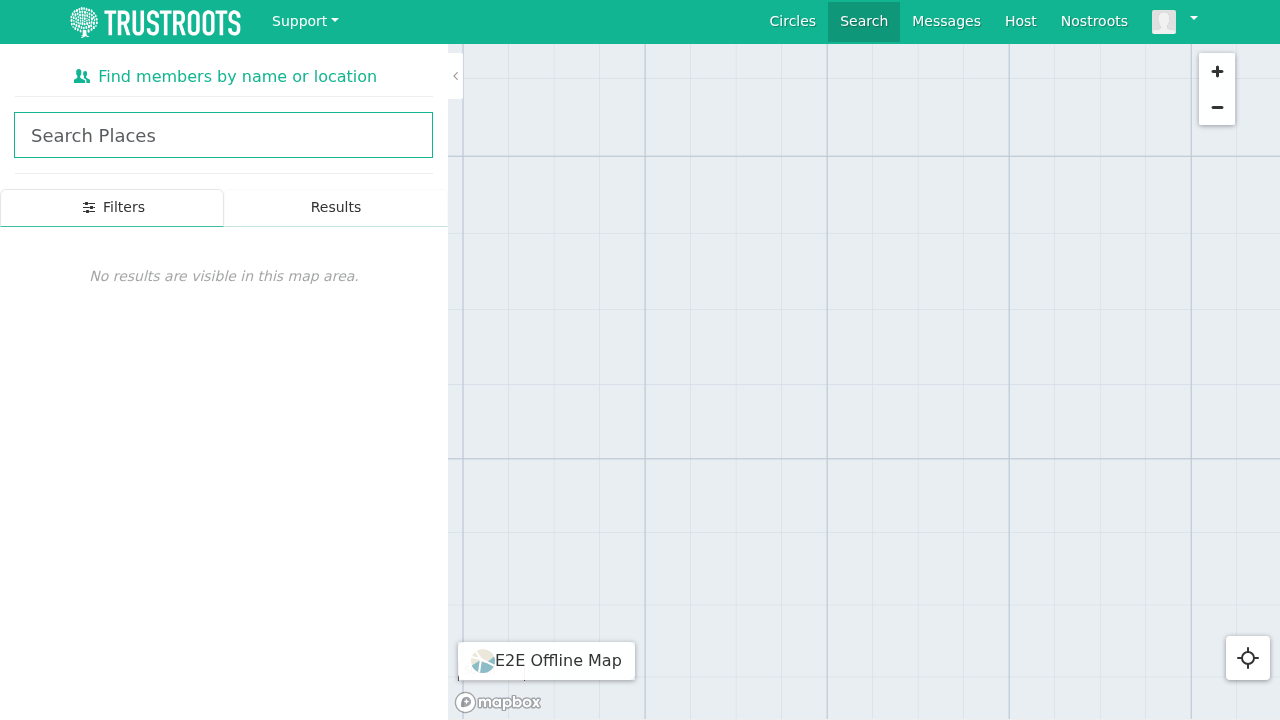 TRUSTROOTS
Support
Circles
Search
Messages
Host
Nostroots
Find members by name or location
Search Places
Filters
Results
No results are visible in this map area.
E2E Offline Map
mapbox